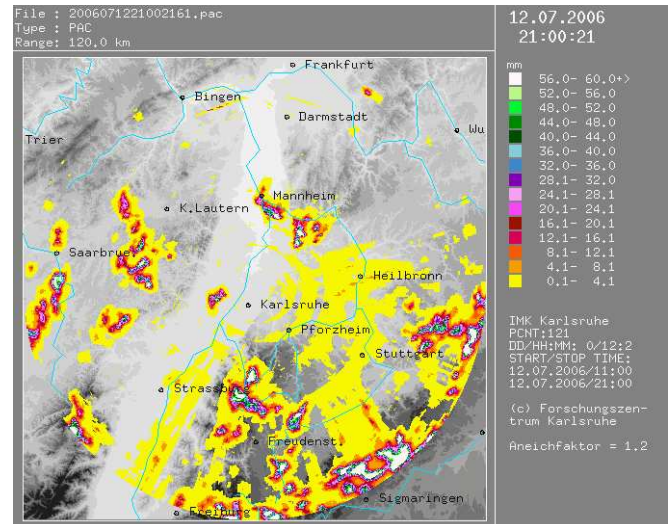 File : 2006071221002161.pac
Type : PAC
Range: 120.0 km
12.07.2006
21:00:21
mm
56.0- 60.0+>
52.0- 56.0
48.0- 52.0
44.0- 48.0
40.0- 44.0
36.0- 40.0
32.0- 36.0
28.1- 32.0
24.1- 28.1
20.1- 24.1
16.1- 20.1
12.1- 16.1
8.1- 12.1
4.1- 8.1
0.1- 4.1
IMK Karlsruhe
PCNT:121
DD/HH:MM: 0/12:2
START/STOP TIME:
12.07.2006/11:00
12.07.2006/21:00
(c) Forschungszen-
trum Karlsruhe
Aneichfaktor = 1.2
Frankfurt
Bingen
Darmstadt
Wu
Trier
Mannheim
K.Lautern
Saarbrue.
Heilbronn
Karlsruhe
Pforzheim
Stuttgart
Strassburg
Freudenst.
Sigmaringen
Freiburg